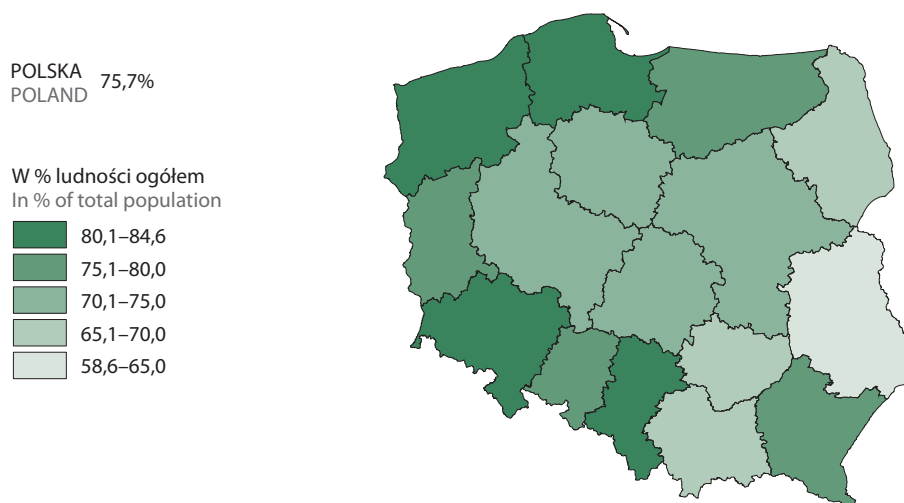 POLSKA
POLAND
75,7%
W % ludności ogółem
In % of total population
80,1–84,6
75,1–80,0
70,1–75,0
65,1–70,0
58,6–65,0